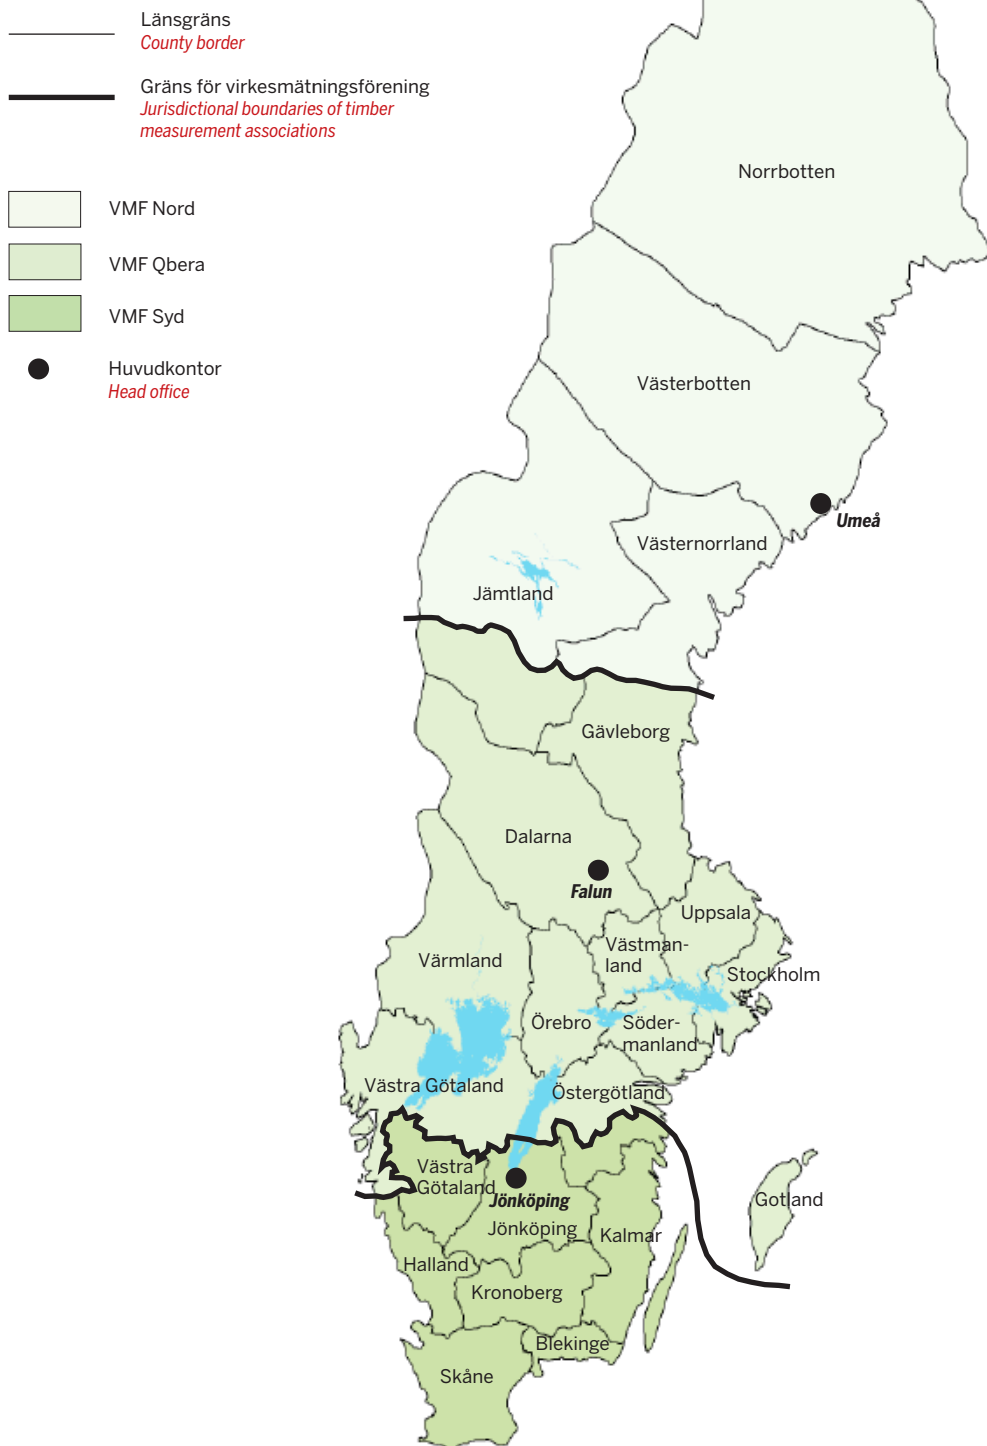 Länsgräns
County border
Gräns för virkesmätningsförening
Jurisdictional boundaries of timber
measurement associations
VMF Nord
VMF Qbera
VMF Syd
Huvudkontor
Head office
Norrbotten
Västerbotten
Umeå
Västernorrland
Jämtland
Gävleborg
Dalarna
Falun
Uppsala
Västman-
land
Värmland
Stockholm
Örebro
Söder-
manland
Västra Götaland
Östergötland
Västra
Götaland
Jönköping
Jönköping
Gotland
Kalmar
Halland
Kronoberg
Blekinge
Skåne